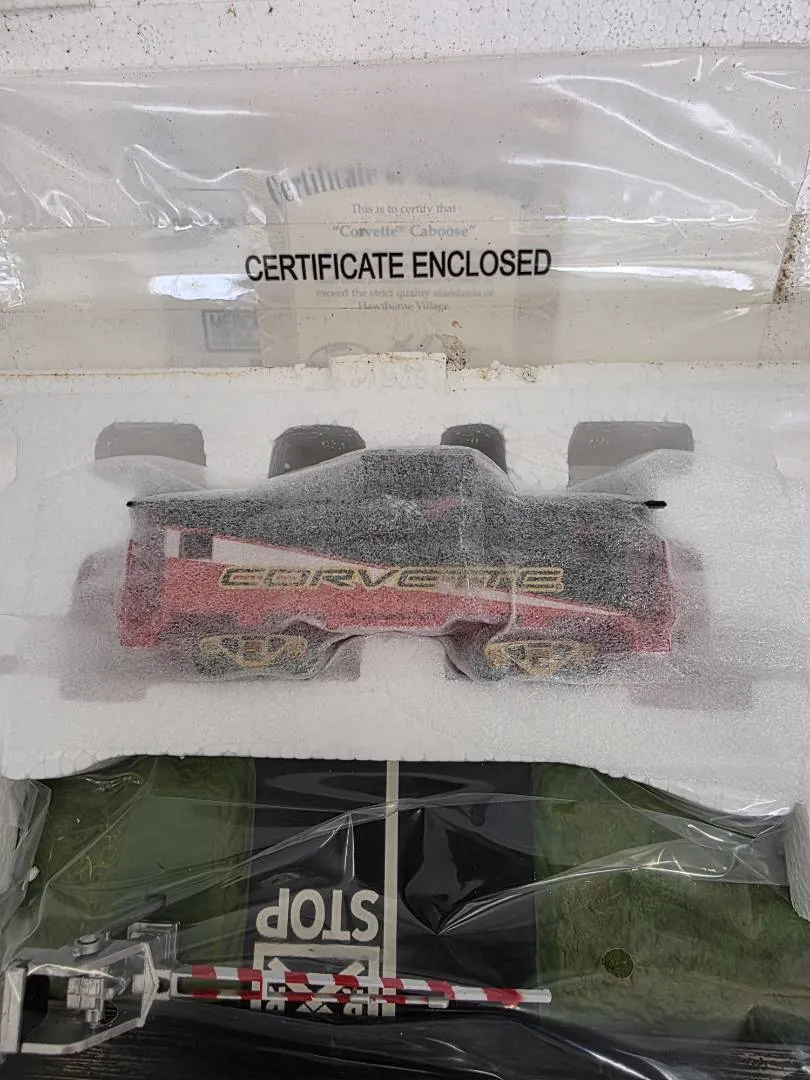 Certificate of
This is to certify that
"Corvette® Caboose"
CERTIFICATE ENCLOSED
exceed the strict quality standards of
Hawthorne Village.
CORVETTE
STOP